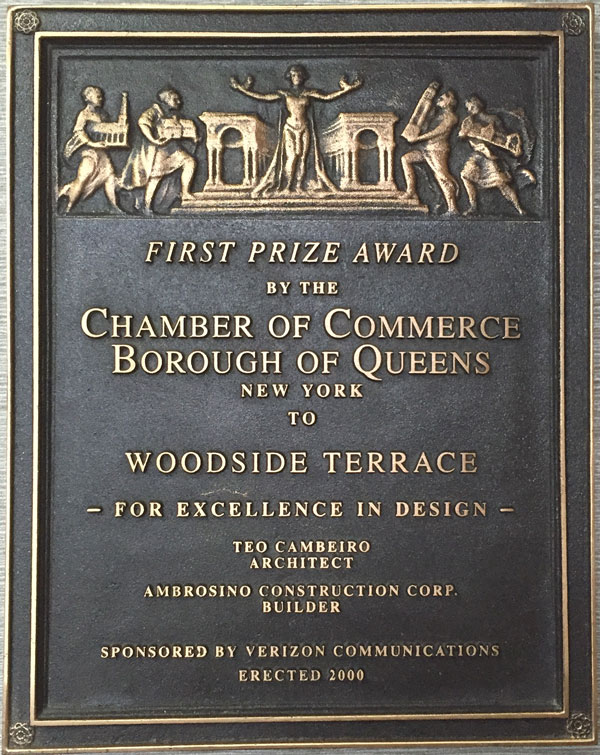 FIRST PRIZE AWARD
BY THE
CHAMBER OF COMMERCE
BOROUGH OF QUEENS
NEW YORK
TO
WOODSIDE TERRACE
– FOR EXCELLENCE IN DESIGN –
TEO CAMBEIRO
ARCHITECT
AMBROSINO CONSTRUCTION CORP.
BUILDER
SPONSORED BY VERIZON COMMUNICATIONS
ERECTED 2000